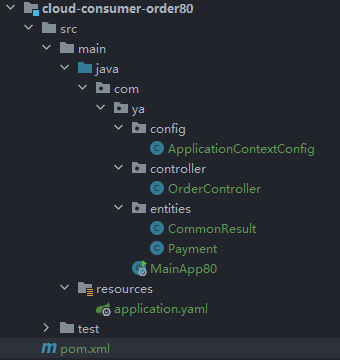 cloud-consumer-order80
src
main
java
com
ya
config
ApplicationContextConfig
controller
OrderController
entities
CommonResult
Payment
MainApp80
resources
application.yaml
test
pom.xml